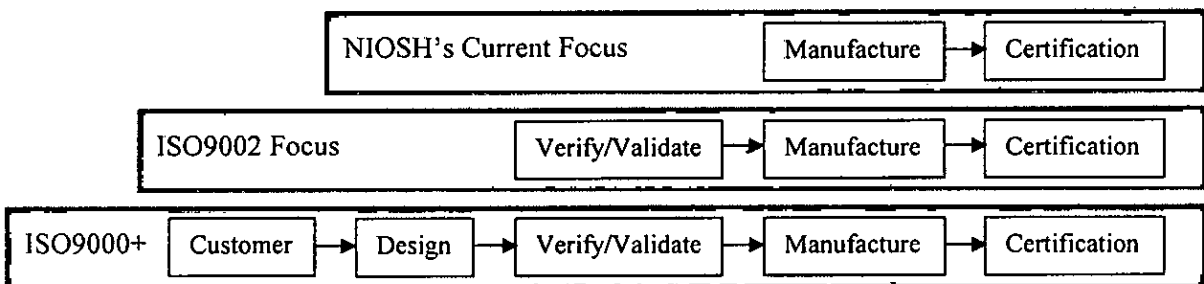 NIOSH's Current Focus Manufacture Certification
ISO9002 Focus Verify/Validate Manufacture Certification
ISO9000+ Customer Design Verify/Validate Manufacture Certification